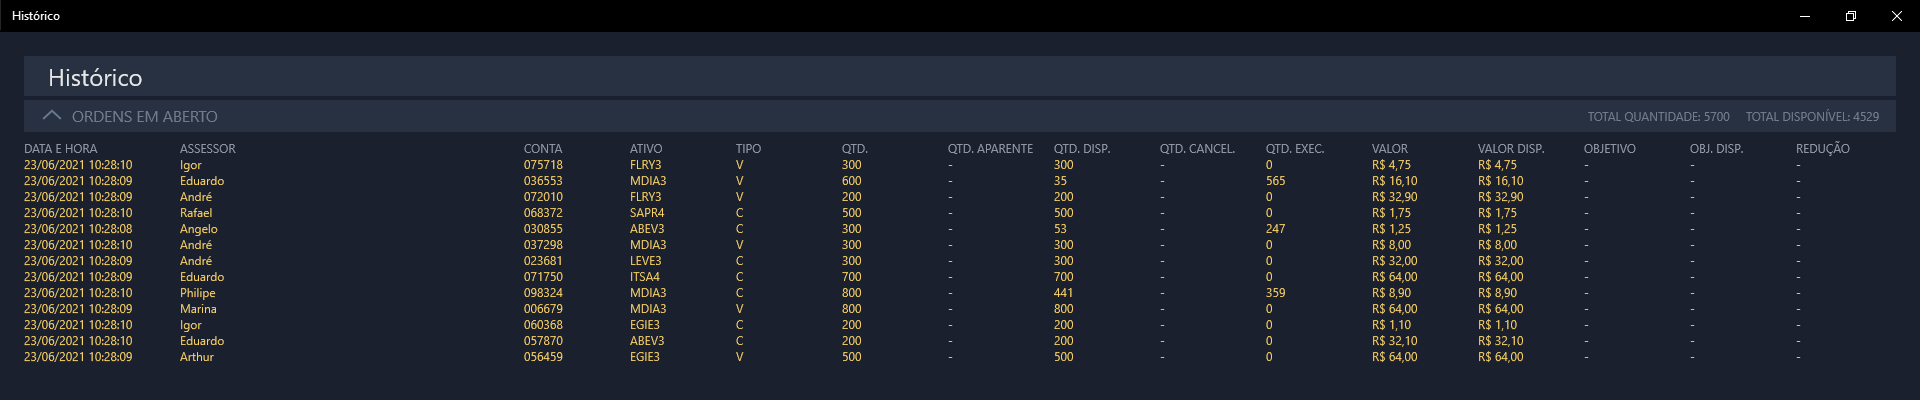 Histórico
Histórico
ORDENS EM ABERTO TOTAL QUANTIDADE: 5700 TOTAL DISPONÍVEL: 4529
DATA E HORA ASSESSOR CONTA ATIVO TIPO QTD. QTD. APARENTE QTD. DISP. QTD. CANCEL. QTD. EXEC. VALOR VALOR DISP. OBJETIVO OBJ. DISP. REDUÇÃO
23/06/2021 10:28:10 Igor 075718 FLRY3 V 300 - 300 - 0 R$ 4,75 R$ 4,75 - - -
23/06/2021 10:28:09 Eduardo 036553 MDIA3 V 600 - 35 - 565 R$ 16,10 R$ 16,10 - - -
23/06/2021 10:28:09 André 072010 FLRY3 V 200 - 200 - 0 R$ 32,90 R$ 32,90 - - -
23/06/2021 10:28:10 Rafael 068372 SAPR4 C 500 - 500 - 0 R$ 1,75 R$ 1,75 - - -
23/06/2021 10:28:08 Angelo 030855 ABEV3 C 300 - 53 - 247 R$ 1,25 R$ 1,25 - - -
23/06/2021 10:28:10 André 037298 MDIA3 V 300 - 300 - 0 R$ 8,00 R$ 8,00 - - -
23/06/2021 10:28:09 André 023681 LEVE3 C 300 - 300 - 0 R$ 32,00 R$ 32,00 - - -
23/06/2021 10:28:09 Eduardo 071750 ITSA4 C 700 - 700 - 0 R$ 64,00 R$ 64,00 - - -
23/06/2021 10:28:10 Philipe 098324 MDIA3 C 800 - 441 - 359 R$ 8,90 R$ 8,90 - - -
23/06/2021 10:28:09 Marina 006679 MDIA3 V 800 - 800 - 0 R$ 64,00 R$ 64,00 - - -
23/06/2021 10:28:10 Igor 060368 EGIE3 C 200 - 200 - 0 R$ 1,10 R$ 1,10 - - -
23/06/2021 10:28:10 Eduardo 057870 ABEV3 C 200 - 200 - 0 R$ 32,10 R$ 32,10 - - -
23/06/2021 10:28:09 Arthur 056459 EGIE3 V 500 - 500 - 0 R$ 64,00 R$ 64,00 - - -